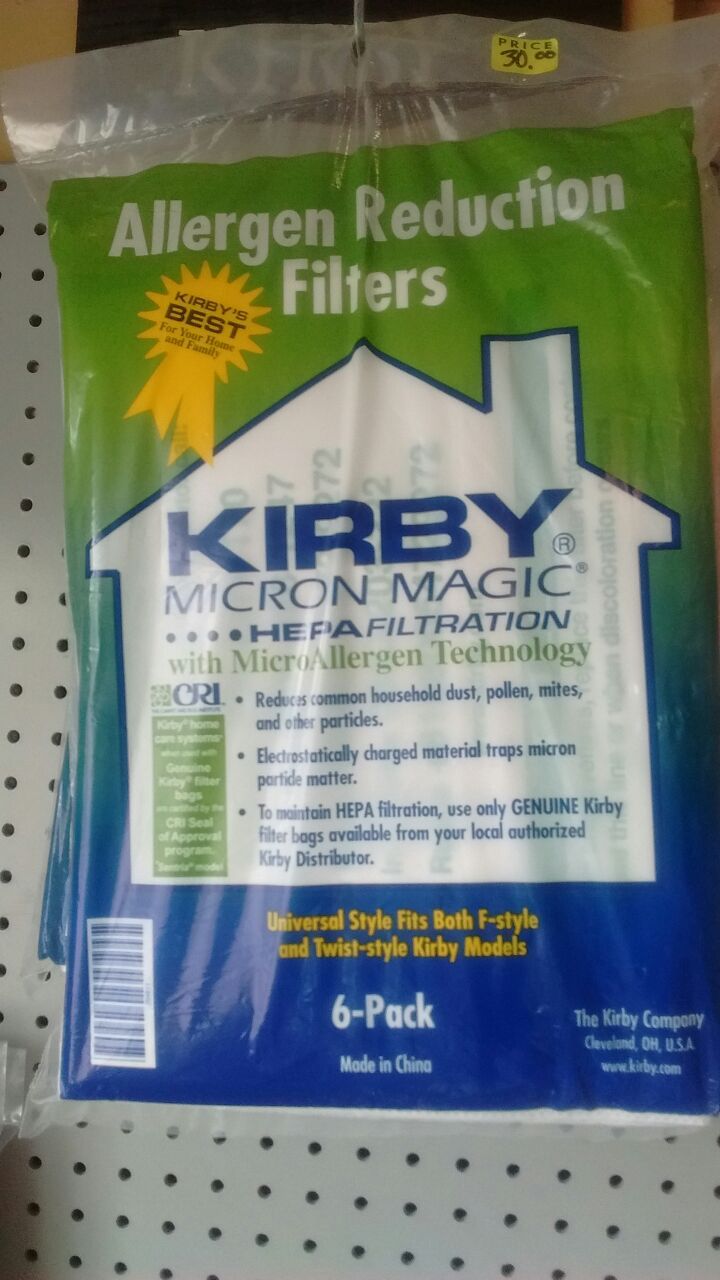 PRICE
30.00
Allergen Reduction
Filters
KIRBY'S
BEST
For Your Home
and Family
KIRBY®
MICRON MAGIC®
••••HEPAFILTRATION
with MicroAllergen Technology
CRI
• Reduces common household dust, pollen, mites,
and other particles.
• Electrostatically charged material traps micron
particle matter.
• To maintain HEPA filtration, use only GENUINE Kirby
filter bags available from your local authorized
Kirby Distributor.
Kirby® home
care systems*
when used with
Genuine
Kirby® filter
bags
are certified by the
CRI Seal
of Approval
program.
*Sentria® model
Universal Style Fits Both F-style
and Twist-style Kirby Models
6-Pack
Made in China
The Kirby Company
Cleveland, OH, U.S.A.
www.kirby.com